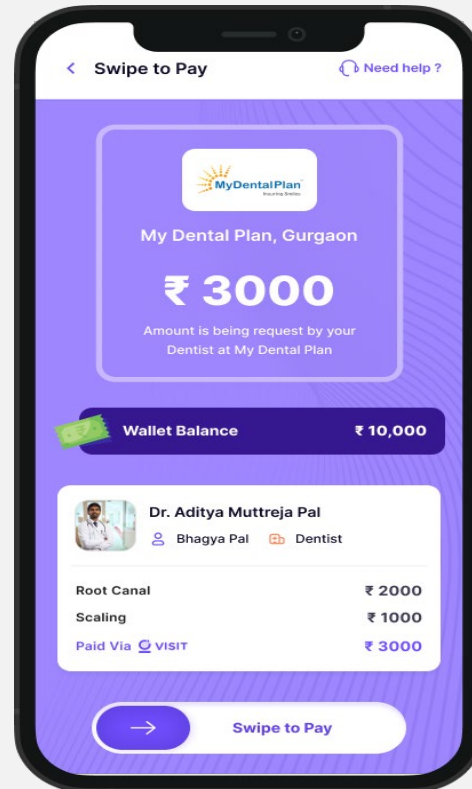 Swipe to Pay
Need help ?
MyDentalPlan
Insuring Smiles
My Dental Plan, Gurgaon
₹ 3000
Amount is being request by your
Dentist at My Dental Plan
Wallet Balance ₹ 10,000
Dr. Aditya Muttreja Pal
Bhagya Pal Dentist
Root Canal ₹ 2000
Scaling ₹ 1000
Paid Via VISIT ₹ 3000
Swipe to Pay